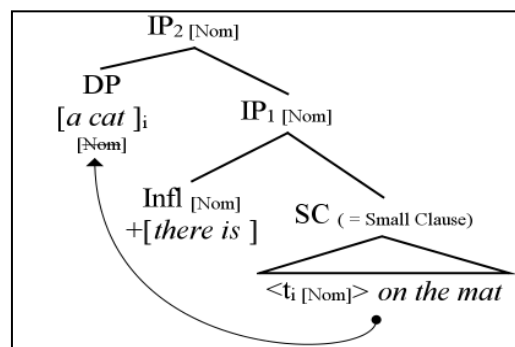 IP₂ [Nom]
DP
[a cat ]ᵢ
[Nom]
IP₁ [Nom]
Infl [Nom]
+[there is ]
SC ( = Small Clause)
<tᵢ [Nom]> on the mat